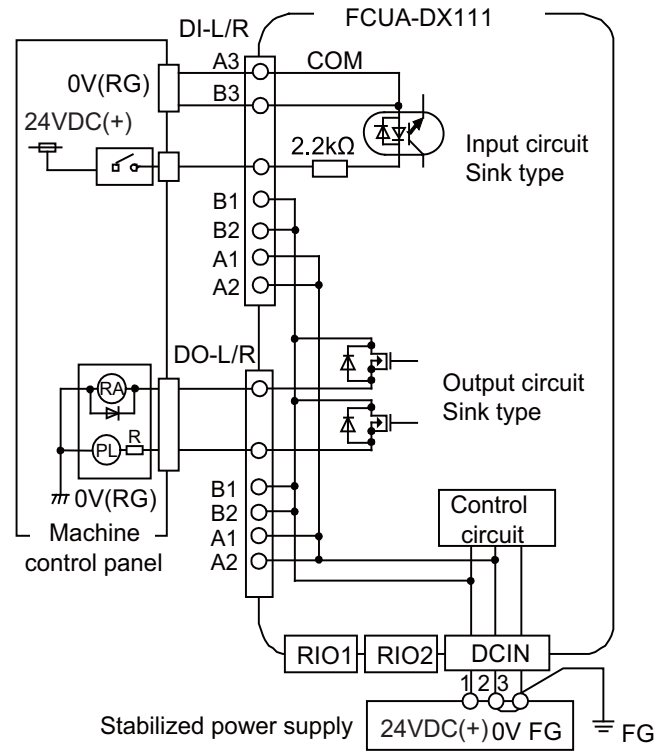 FCUA-DX111
DI-L/R
A3
COM
0V(RG)
B3
24VDC(+)
2.2kΩ
Input circuit
Sink type
B1
B2
A1
A2
DO-L/R
RA
Output circuit
Sink type
R
PL
0V(RG)
B1
B2
A1
A2
Machine
control panel
Control
circuit
RIO1
RIO2
DCIN
1 2 3
Stabilized power supply
24VDC(+) 0V FG
FG